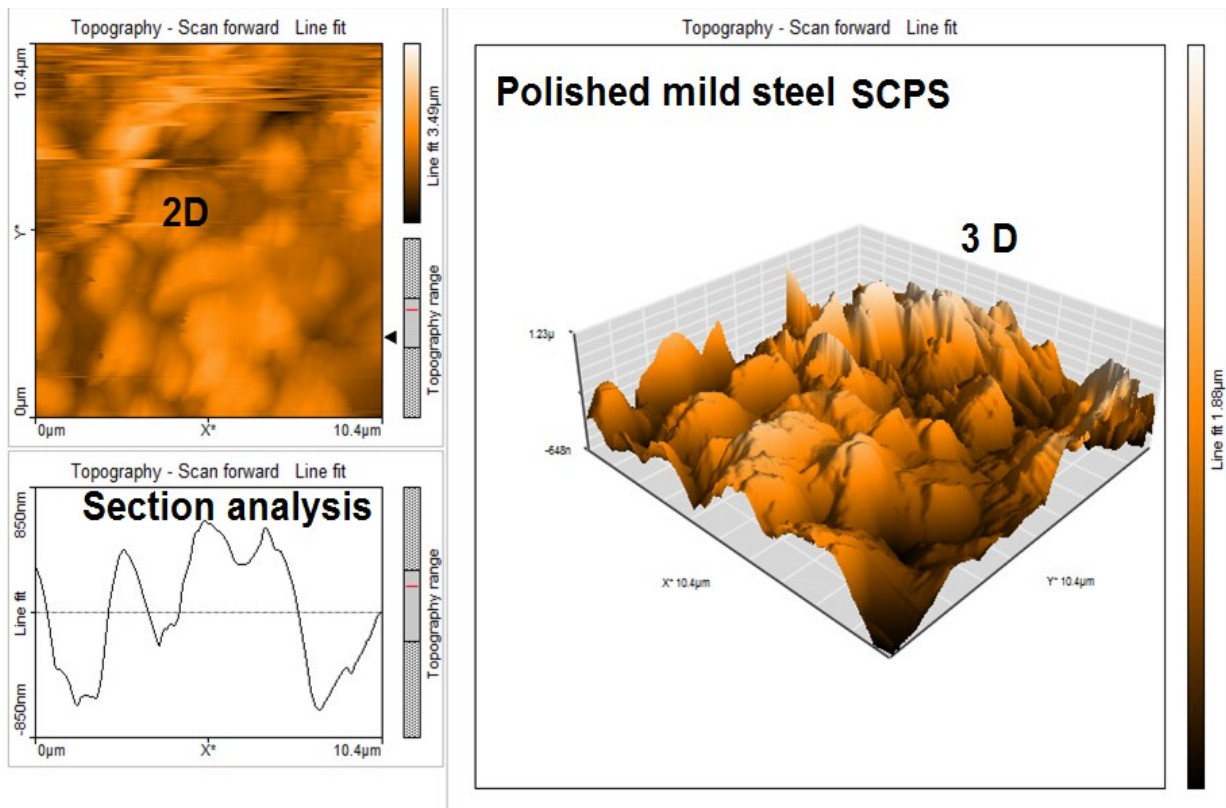 Topography - Scan forward Line fit
10.4µm
Y*
0µm
2D
0µm X* 10.4µm
Line fit 3.49µm
Topography range
Topography - Scan forward Line fit
Section analysis
850nm
Line fit
-850nm
0µm X* 10.4µm
Topography range
Topography - Scan forward Line fit
Polished mild steel SCPS
3 D
1.23µ
-648n
X* 10.4µm
Y* 10.4µm
Line fit 1.88µm